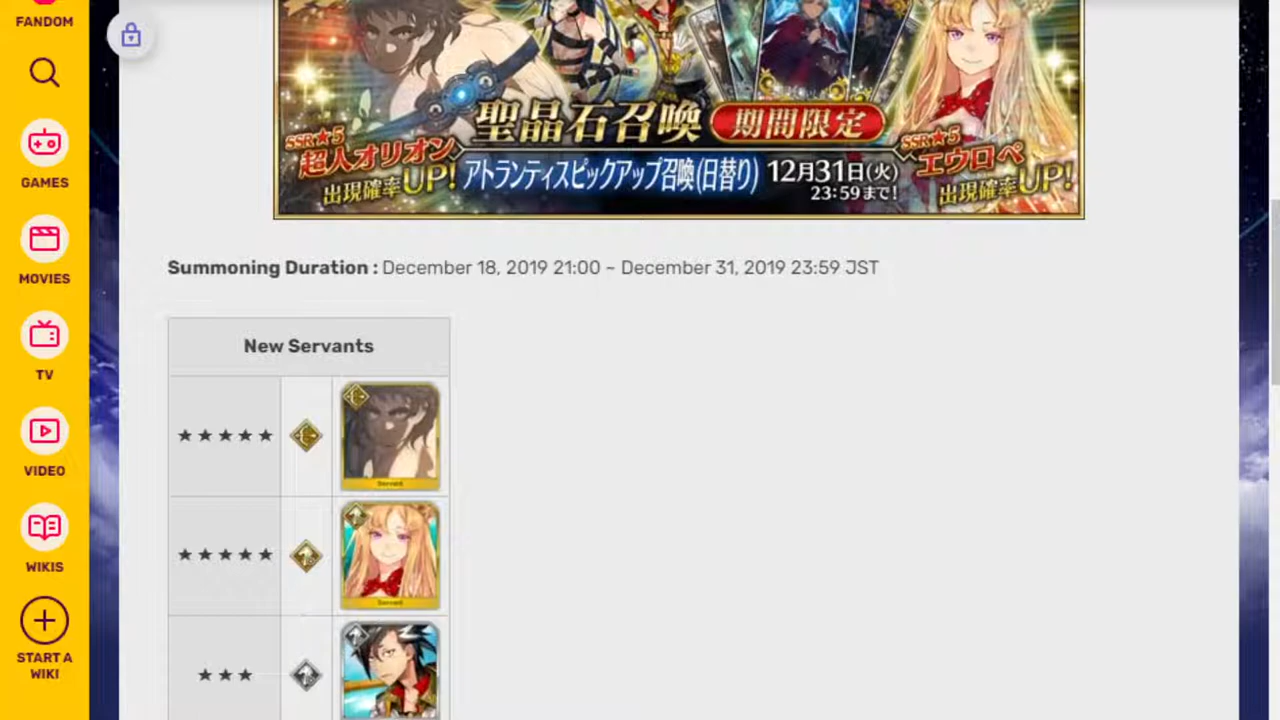 FANDOM
GAMES
MOVIES
TV
VIDEO
WIKIS
START A
WIKI
聖晶石召喚 期間限定
SSR★5
超人オリオン
出現確率UP!
アトランティスピックアップ召喚(日替り)
12月31日(火)
23:59まで!
SSR★5
エウロペ
出現確率UP!
Summoning Duration : December 18, 2019 21:00 – December 31, 2019 23:59 JST
New Servants
Servant
Servant